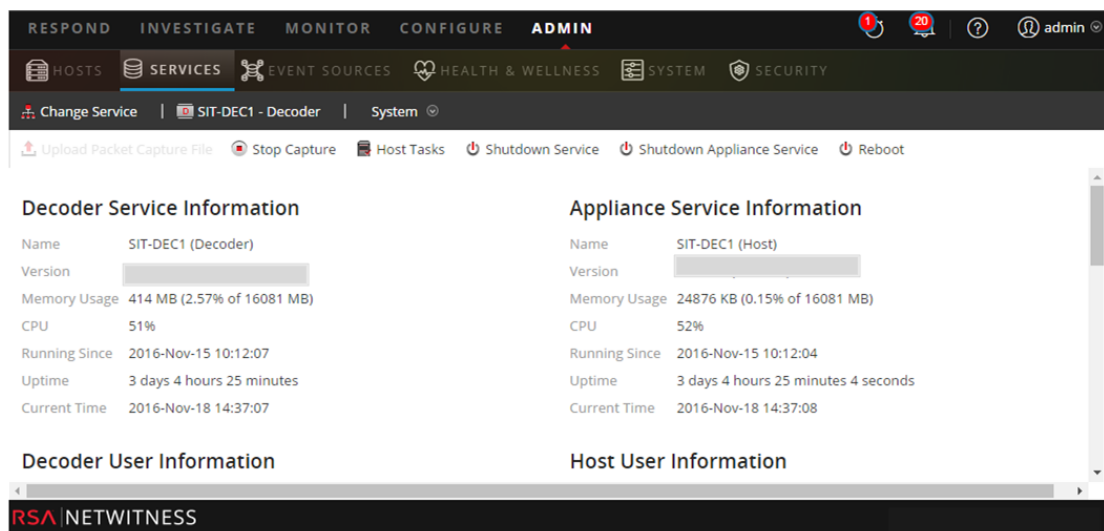 RESPOND INVESTIGATE MONITOR CONFIGURE ADMIN 1 20 ? admin
HOSTS SERVICES EVENT SOURCES HEALTH & WELLNESS SYSTEM SECURITY
Change Service | D SIT-DEC1 - Decoder | System
Upload Packet Capture File Stop Capture Host Tasks Shutdown Service Shutdown Appliance Service Reboot
Decoder Service Information
Name SIT-DEC1 (Decoder)
Version
Memory Usage 414 MB (2.57% of 16081 MB)
CPU 51%
Running Since 2016-Nov-15 10:12:07
Uptime 3 days 4 hours 25 minutes
Current Time 2016-Nov-18 14:37:07
Decoder User Information
Appliance Service Information
Name SIT-DEC1 (Host)
Version
Memory Usage 24876 KB (0.15% of 16081 MB)
CPU 52%
Running Since 2016-Nov-15 10:12:04
Uptime 3 days 4 hours 25 minutes 4 seconds
Current Time 2016-Nov-18 14:37:08
Host User Information
RSA NETWITNESS